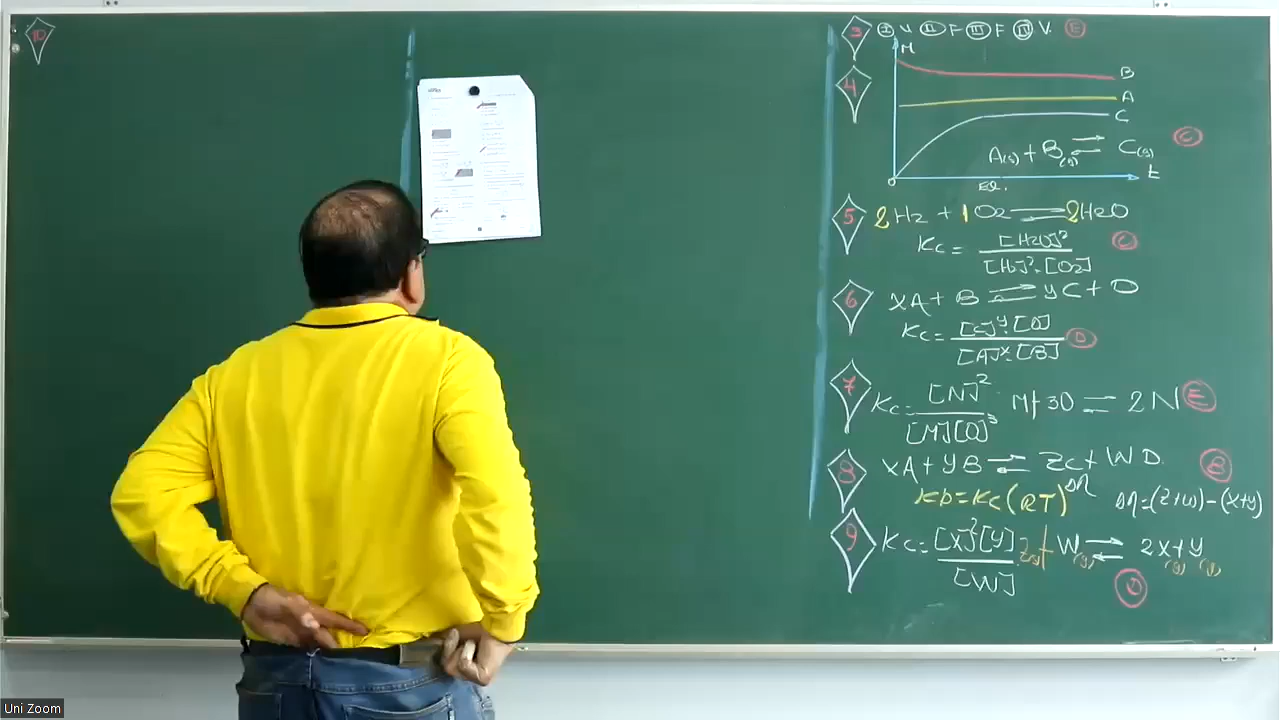 10
3 I V II F III F IV V. E
M
4
B
A
C
A(s) + B(g) ⇌ C(g) C
0 EQ. t
5 2H2 + 1O2 ⇌ 2H2O
Kc = [H2O]² / [H2]².[O2] C
6 xA + B ⇌ yC + D
Kc = [C]^y.[D] / [A]^x.[B] D
7 Kc = [N]² / [M][O]³ M + 3O ⇌ 2N E
8 xA + yB ⇌ zC + WD. B
Kp = Kc(RT)^Δn Δn=(z+w)-(x+y)
9 Kc = [X]²[Y] / [W] Z(s) + W(g) ⇌ 2X(g) + Y(g)
D
Uni Zoom